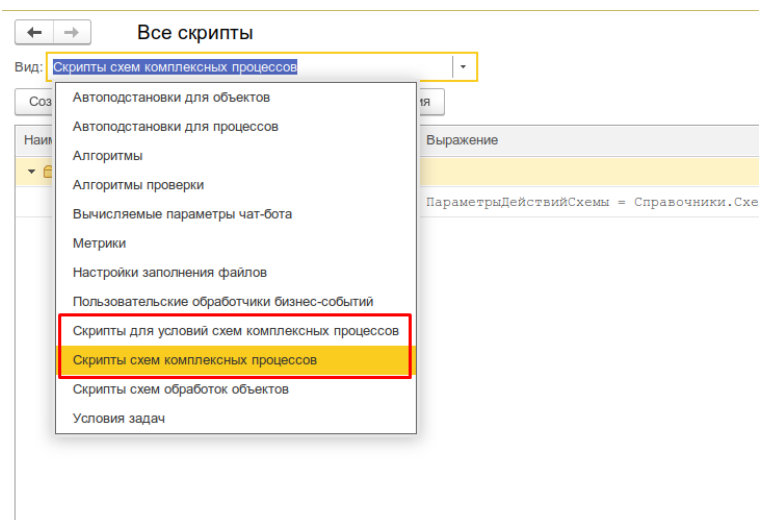 Все скрипты
Вид: Скрипты схем комплексных процессов
Автоподстановки для объектов
Автоподстановки для процессов
Алгоритмы
Алгоритмы проверки
Вычисляемые параметры чат-бота
Метрики
Настройки заполнения файлов
Пользовательские обработчики бизнес-событий
Скрипты для условий схем комплексных процессов
Скрипты схем комплексных процессов
Скрипты схем обработок объектов
Условия задач
Выражение
ПараметрыДействийСхемы = Справочники.Схе